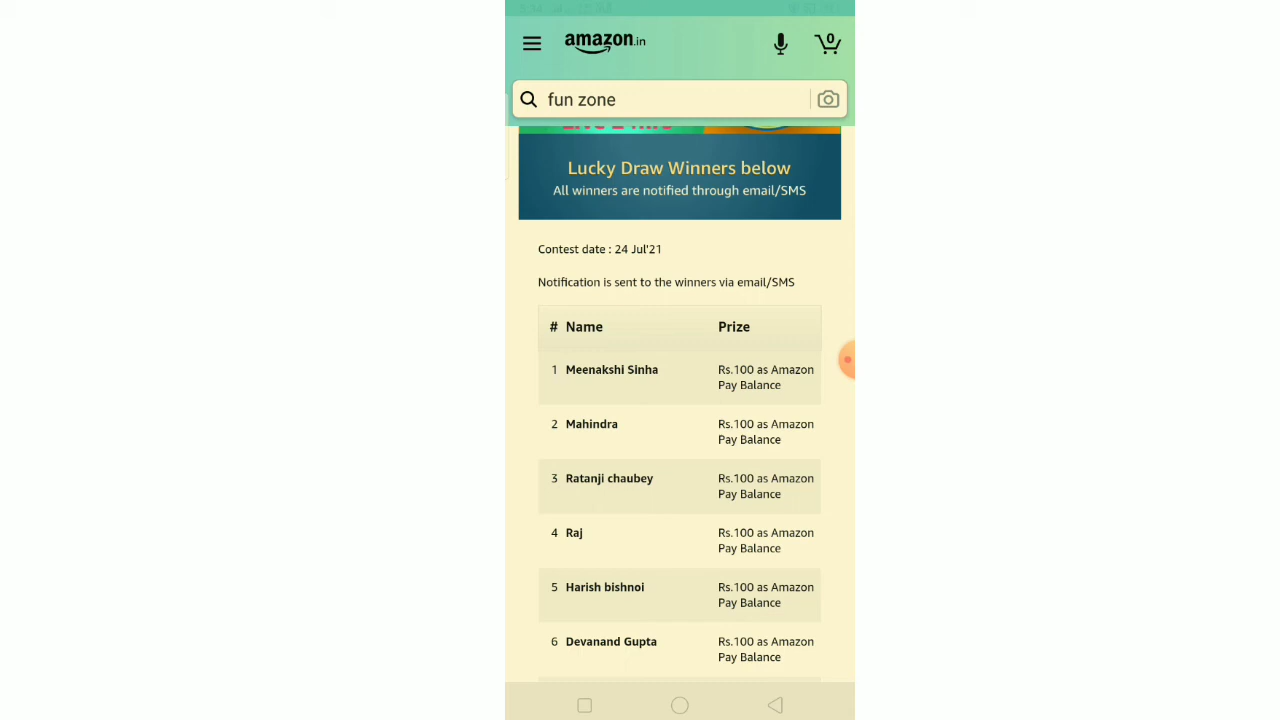 amazon.in
0
fun zone
Lucky Draw Winners below
All winners are notified through email/SMS
Contest date : 24 Jul'21
Notification is sent to the winners via email/SMS
# Name Prize
1 Meenakshi Sinha Rs.100 as Amazon
Pay Balance
2 Mahindra Rs.100 as Amazon
Pay Balance
3 Ratanji chaubey Rs.100 as Amazon
Pay Balance
4 Raj Rs.100 as Amazon
Pay Balance
5 Harish bishnoi Rs.100 as Amazon
Pay Balance
6 Devanand Gupta Rs.100 as Amazon
Pay Balance